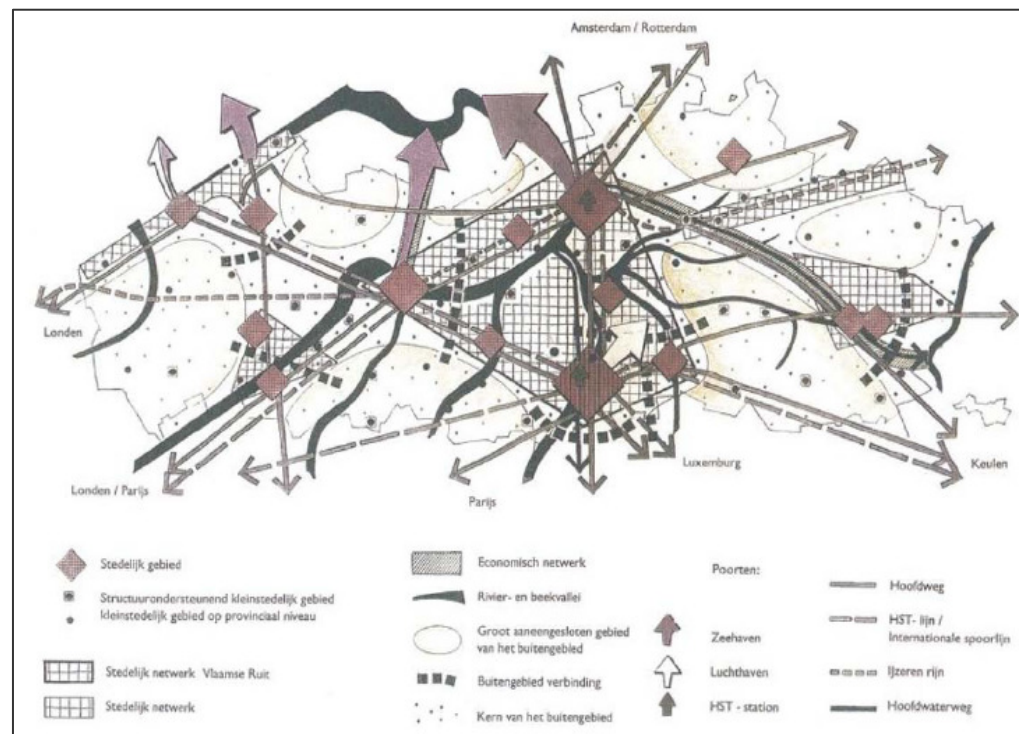 Amsterdam / Rotterdam
Londen
Londen / Parijs
Parijs
Luxemburg
Keulen
Stedelijk gebied
Structuurondersteunend kleinstedelijk gebied
kleinstedelijk gebied op provinciaal niveau
Stedelijk netwerk Vlaamse Ruit
Stedelijk netwerk
Economisch netwerk
Rivier- en beekvallei
Groot aaneengesloten gebied
van het buitengebied
Buitengebied verbinding
Kern van het buitengebied
Poorten:
Zeehaven
Luchthaven
HST - station
Hoofdweg
HST- lijn /
Internationale spoorlijn
IJzeren rijn
Hoofdwaterweg